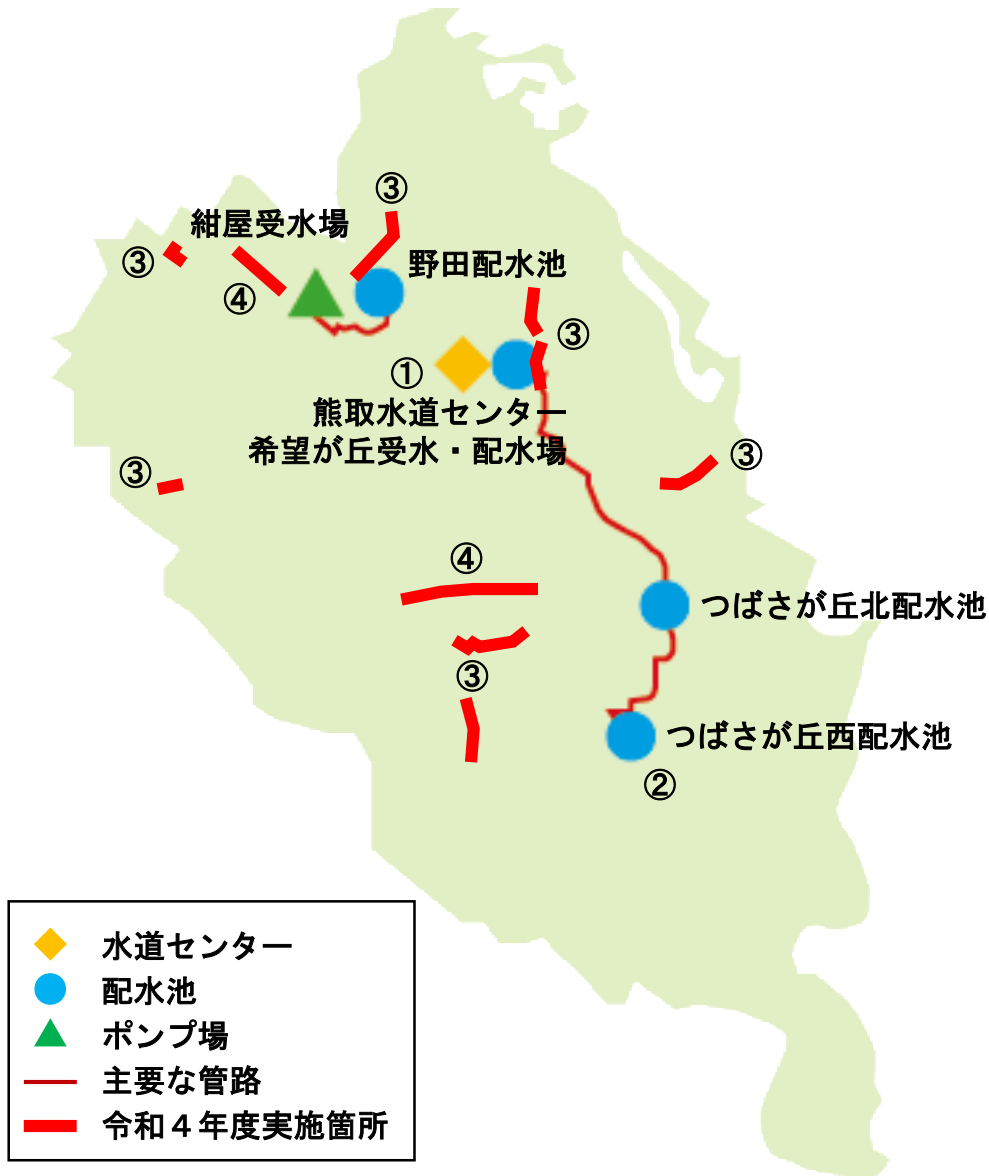 ③
紺屋受水場
③
野田配水池
④
③
①
熊取水道センター
希望が丘受水・配水場
③
③
④
つばさが丘北配水池
③
つばさが丘西配水池
②
水道センター
配水池
ポンプ場
主要な管路
令和４年度実施箇所